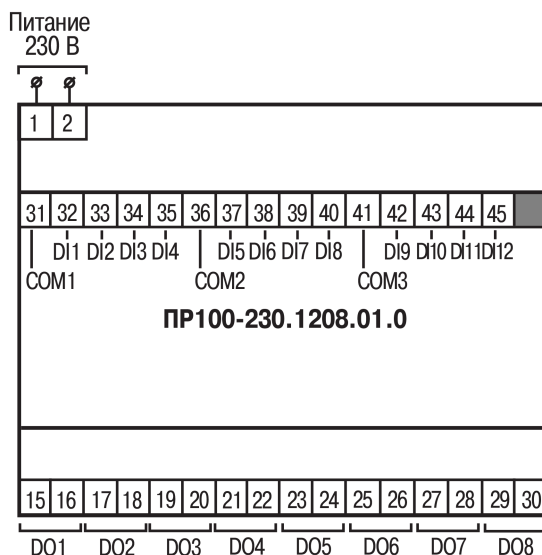 Питание
230 В
1 2
31 32 33 34 35 36 37 38 39 40 41 42 43 44 45
DI1 DI2 DI3 DI4 DI5 DI6 DI7 DI8 DI9 DI10 DI11 DI12
COM1 COM2 COM3
ПР100-230.1208.01.0
15 16 17 18 19 20 21 22 23 24 25 26 27 28 29 30
DO1 DO2 DO3 DO4 DO5 DO6 DO7 DO8